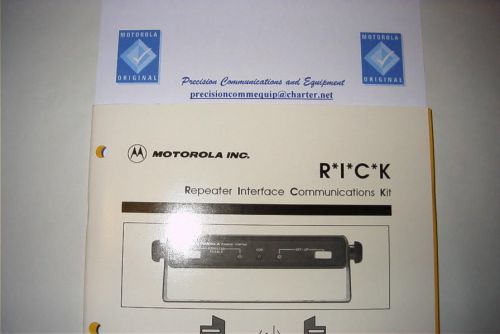 MOTOROLA
ORIGINAL
MOTOROLA
ORIGINAL
Precision Communications and Equipment
precisioncommequip@charter.net
MOTOROLA INC.
R*I*C*K
Repeater Interface Communications Kit